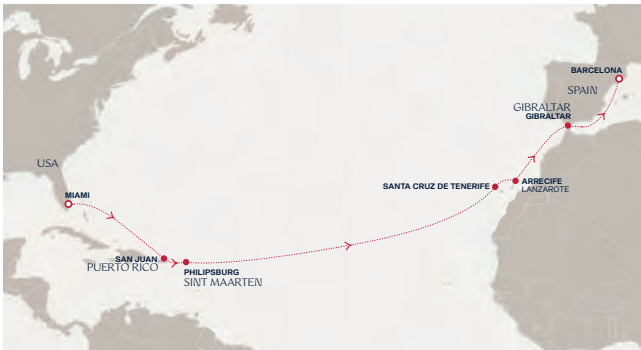 BARCELONA
SPAIN
GIBRALTAR
GIBRALTAR
USA
ARRECIFE
LANZAROTE
SANTA CRUZ DE TENERIFE
MIAMI
SAN JUAN
PUERTO RICO
PHILIPSBURG
SINT MAARTEN